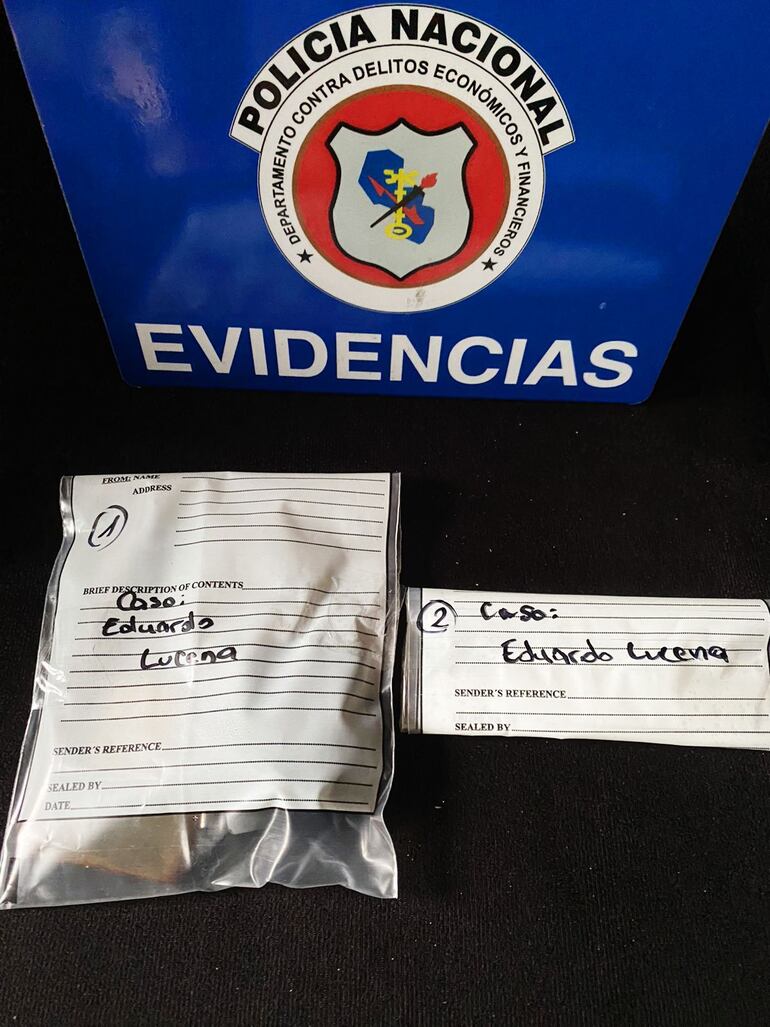 POLICIA NACIONAL
DEPARTAMENTO CONTRA DELITOS ECONÓMICOS Y FINANCIEROS
EVIDENCIAS
FROM: NAME
ADDRESS
1
BRIEF DESCRIPTION OF CONTENTS
Caso:
Eduardo
Lucena
SENDER´S REFERENCE
SEALED BY
DATE
2 Caso:
Eduardo Lucena
SENDER´S REFERENCE
SEALED BY